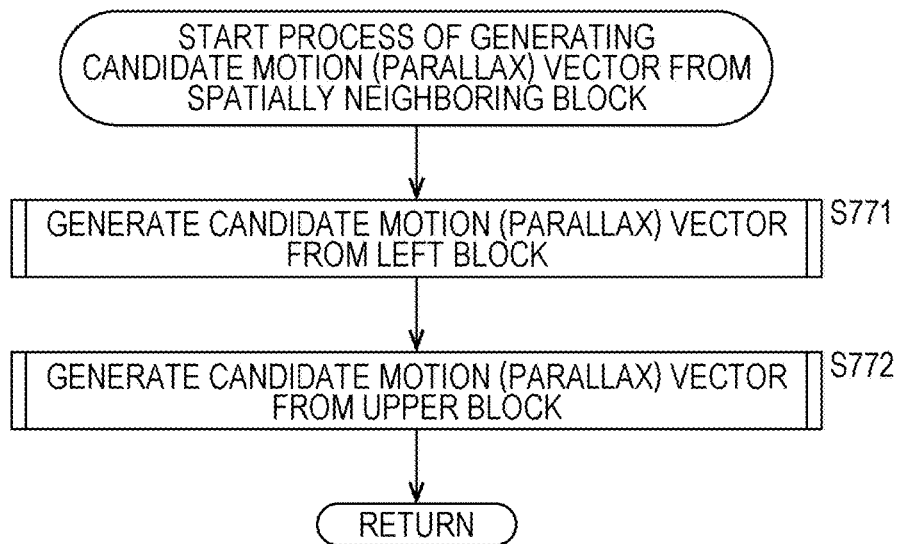 START PROCESS OF GENERATING
CANDIDATE MOTION (PARALLAX) VECTOR FROM
SPATIALLY NEIGHBORING BLOCK
GENERATE CANDIDATE MOTION (PARALLAX) VECTOR
FROM LEFT BLOCK
S771
GENERATE CANDIDATE MOTION (PARALLAX) VECTOR
FROM UPPER BLOCK
S772
RETURN